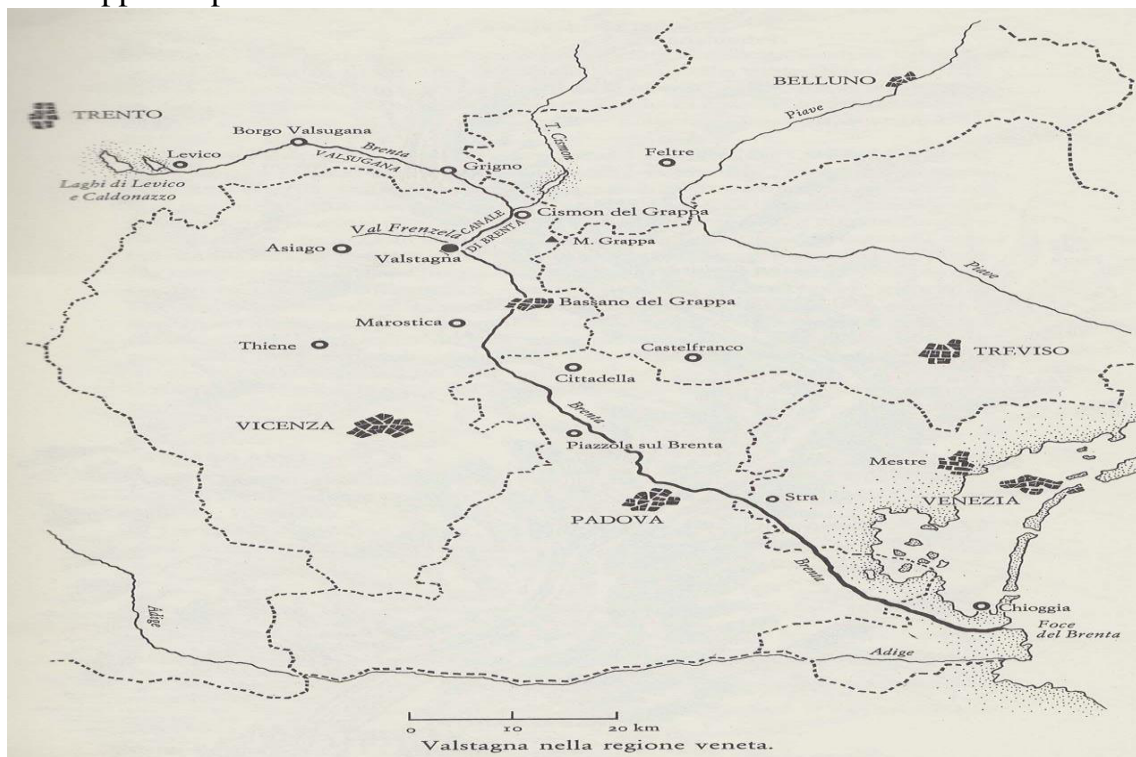 BELLUNO
TRENTO
Piave
Borgo Valsugana
Brenta
T. Cismon
Levico
VALSUGANA
Grigno
Feltre
Laghi di Levico
e Caldonazzo
Cismon del Grappa
Val Frenzela
CANALE
DI BRENTA
M. Grappa
Asiago
Valstagna
Piave
Bassano del Grappa
Marostica
Thiene
Castelfranco
TREVISO
Cittadella
Brenta
VICENZA
Piazzola sul Brenta
Mestre
Stra
VENEZIA
PADOVA
Brenta
Adige
Chioggia
Foce
del Brenta
Adige
0 10 20 km
Valstagna nella regione veneta.